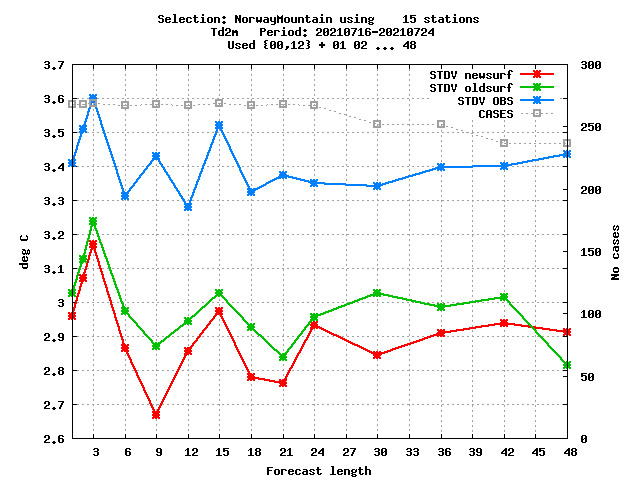 Selection: NorwayMountain using    15 stations
Td2m   Period: 20210716-20210724
Used {00,12} + 01 02 ... 48
STDV newsurf
STDV oldsurf
STDV OBS
CASES
3.7
3.6
3.5
3.4
3.3
3.2
3.1
3
2.9
2.8
2.7
2.6
deg C
300
250
200
150
100
50
0
No cases
3 6 9 12 15 18 21 24 27 30 33 36 39 42 45 48
Forecast length